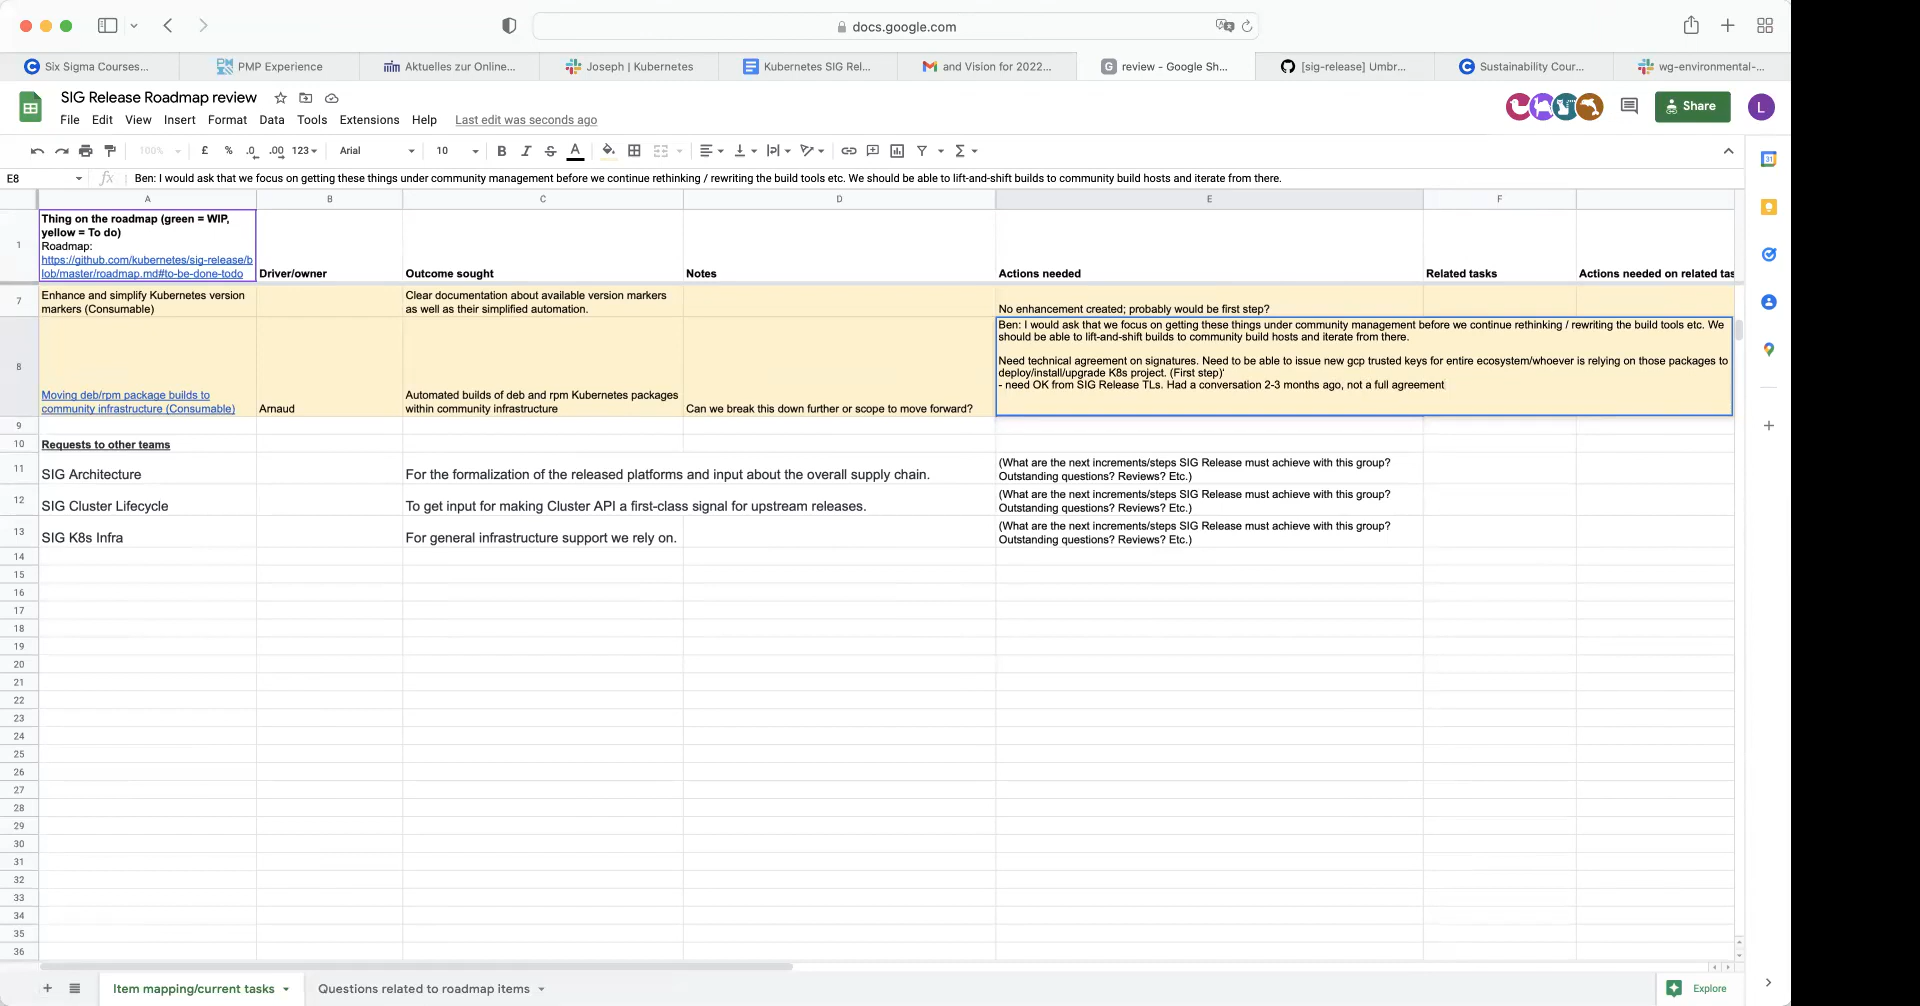 docs.google.com
Six Sigma Courses...
PMP Experience
Aktuelles zur Online...
Joseph | Kubernetes
Kubernetes SIG Rel...
and Vision for 2022...
review - Google Sh...
[sig-release] Umbr...
Sustainability Cour...
wg-environmental-...
SIG Release Roadmap review
Share
L
File Edit View Insert Format Data Tools Extensions Help Last edit was seconds ago
100% £ % .0 .00 123 Arial 10 B I S A
E8
fx
Ben: I would ask that we focus on getting these things under community management before we continue rethinking / rewriting the build tools etc. We should be able to lift-and-shift builds to community build hosts and iterate from there.
A B C D E F
1
Thing on the roadmap (green = WIP,
yellow = To do)
Roadmap:
https://github.com/kubernetes/sig-release/b
lob/master/roadmap.md#to-be-done-todo
Driver/owner
Outcome sought
Notes
Actions needed
Related tasks
Actions needed on related tas
7
Enhance and simplify Kubernetes version
markers (Consumable)
Clear documentation about available version markers
as well as their simplified automation.
No enhancement created; probably would be first step?
8
Moving deb/rpm package builds to
community infrastructure (Consumable)
Arnaud
Automated builds of deb and rpm Kubernetes packages
within community infrastructure
Can we break this down further or scope to move forward?
Ben: I would ask that we focus on getting these things under community management before we continue rethinking / rewriting the build tools etc. We
should be able to lift-and-shift builds to community build hosts and iterate from there.
Need technical agreement on signatures. Need to be able to issue new gcp trusted keys for entire ecosystem/whoever is relying on those packages to
deploy/install/upgrade K8s project. (First step)'
- need OK from SIG Release TLs. Had a conversation 2-3 months ago, not a full agreement
9
10
Requests to other teams
11
SIG Architecture
For the formalization of the released platforms and input about the overall supply chain.
(What are the next increments/steps SIG Release must achieve with this group?
Outstanding questions? Reviews? Etc.)
12
SIG Cluster Lifecycle
To get input for making Cluster API a first-class signal for upstream releases.
(What are the next increments/steps SIG Release must achieve with this group?
Outstanding questions? Reviews? Etc.)
13
SIG K8s Infra
For general infrastructure support we rely on.
(What are the next increments/steps SIG Release must achieve with this group?
Outstanding questions? Reviews? Etc.)
14
15
16
17
18
19
20
21
22
23
24
25
26
27
28
29
30
31
32
33
34
35
36
Item mapping/current tasks
Questions related to roadmap items
Explore